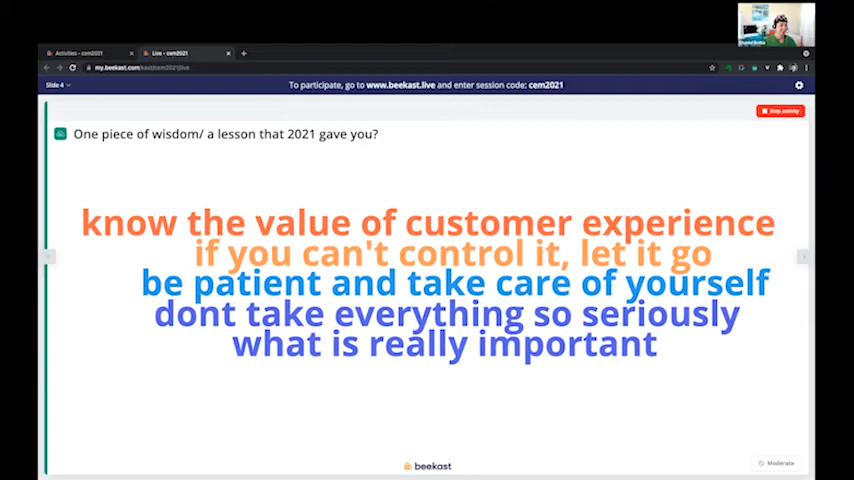 Activities - cem2021
Live - cem2021
my.beekast.com/kast/cem2021/live
Slide 4
To participate, go to www.beekast.live and enter session code: cem2021
Stop activity
One piece of wisdom/ a lesson that 2021 gave you?
know the value of customer experience
if you can't control it, let it go
be patient and take care of yourself
dont take everything so seriously
what is really important
beekast
Moderate